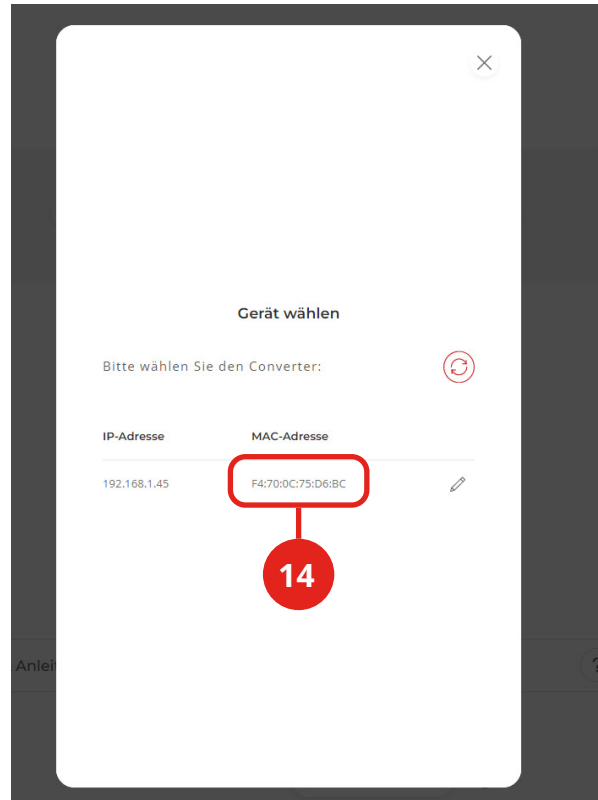 Gerät wählen
Bitte wählen Sie den Converter:
IP-Adresse MAC-Adresse
192.168.1.45 F4:70:0C:75:D6:BC
14
Anlei
?